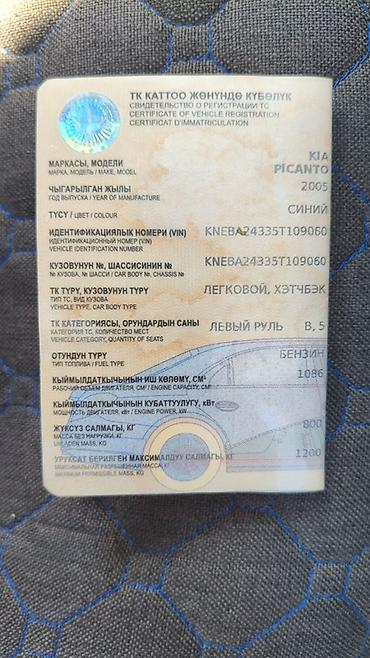 ТК КАТТОО ЖӨНҮНДӨ КҮБӨЛҮК
СВИДЕТЕЛЬСТВО О РЕГИСТРАЦИИ ТС
CERTIFICATE OF VEHICLE REGISTRATION
CERTIFICAT D'IMMATRICULATION
МАРКАСЫ, МОДЕЛИ
МАРКА, МОДЕЛЬ / MAKE, MODEL
KIA
PICANTO
ЧЫГАРЫЛГАН ЖЫЛЫ
ГОД ВЫПУСКА / YEAR OF MANUFACTURE
2005
ТҮСҮ / ЦВЕТ / COLOUR
СИНИЙ
ИДЕНТИФИКАЦИЯЛЫК НОМЕРИ (VIN)
ИДЕНТИФИКАЦИОННЫЙ НОМЕР (VIN)
VEHICLE IDENTIFICATION NUMBER
KNEBA24335T109060
КУЗОВУНУН №, ШАССИСИНИН №
№ КУЗОВА, № ШАССИ / CAR BODY №, CHASSIS №
KNEBA24335T109060
ТК ТҮРҮ, КУЗОВУНУН ТҮРҮ
ТИП ТС, ВИД КУЗОВА
VEHICLE TYPE, CAR BODY TYPE
ЛЕГКОВОЙ, ХЭТЧБЭК
ТК КАТЕГОРИЯСЫ, ОРУНДАРДЫН САНЫ
КАТЕГОРИЯ ТС, КОЛИЧЕСТВО МЕСТ
VEHICLE CATEGORY, QUANTITY OF SEATS
ЛЕВЫЙ РУЛЬ B, 5
ОТУНДУН ТҮРҮ
ТИП ТОПЛИВА / FUEL TYPE
БЕНЗИН
КЫЙМЫЛДАТКЫЧЫНЫН ИШ КӨЛӨМҮ, СМ³
РАБОЧИЙ ОБЪЕМ ДВИГАТЕЛЯ, СМ³ / ENGINE CAPACITY, CM³
1086
КЫЙМЫЛДАТКЫЧЫНЫН КУБАТТУУЛУГУ, кВт
МОЩНОСТЬ ДВИГАТЕЛЯ, кВт / ENGINE POWER, KW
ЖҮКСҮЗ САЛМАГЫ, КГ
МАССА БЕЗ НАГРУЗКИ, КГ
UNLADEN MASS, KG
800
УРУКСАТ БЕРИЛГЕН МАКСИМАЛДУУ САЛМАГЫ, КГ
МАКСИМАЛЬНАЯ РАЗРЕШЕННАЯ МАССА, КГ
MAXIMUM PERMISSIBLE MASS, KG
1200